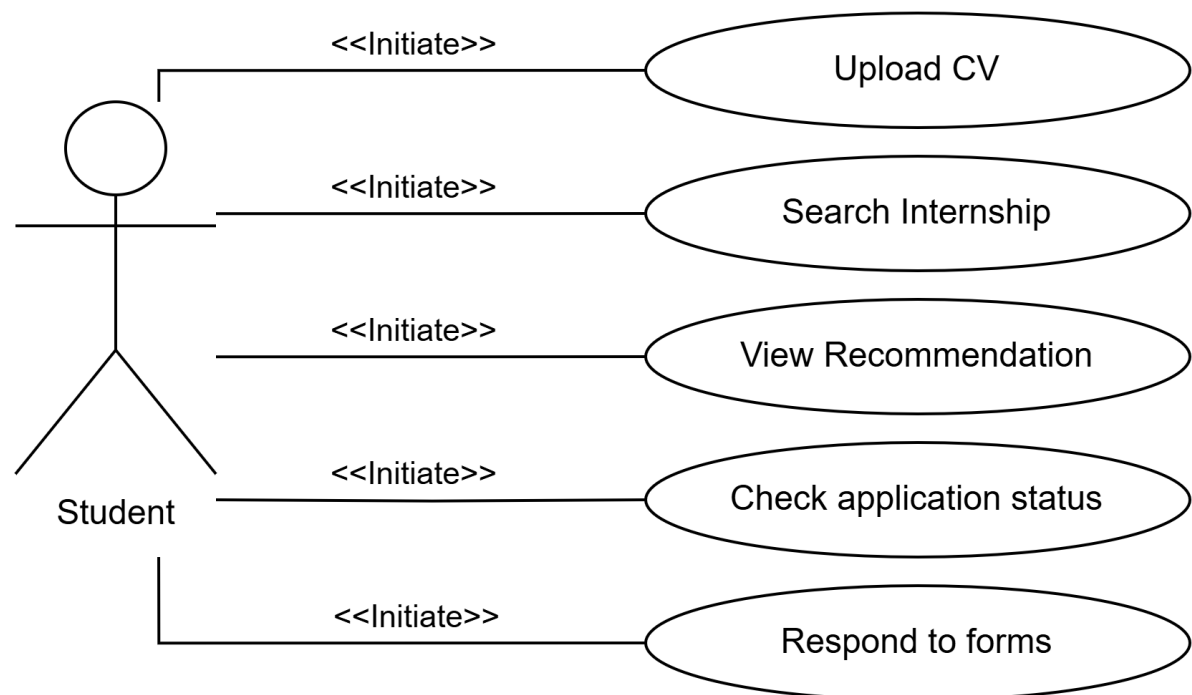 <<Initiate>>
Upload CV
<<Initiate>>
Search Internship
<<Initiate>>
View Recommendation
<<Initiate>>
Check application status
Student
<<Initiate>>
Respond to forms